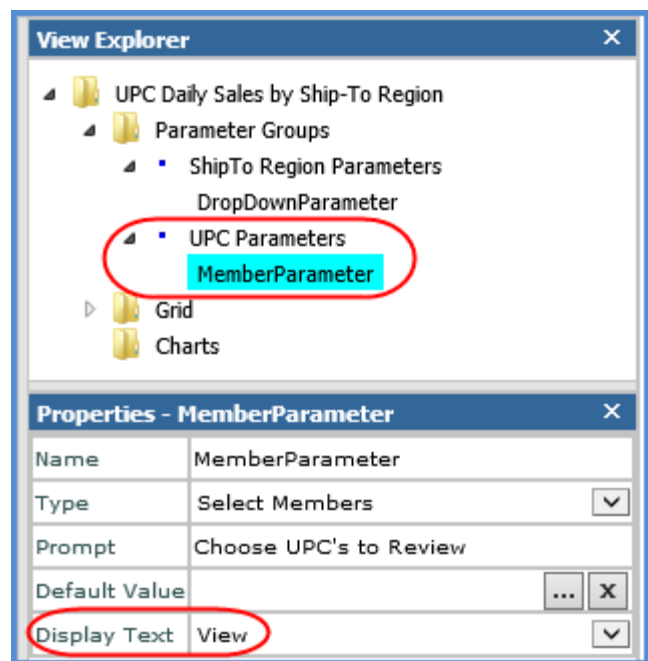 View Explorer
UPC Daily Sales by Ship-To Region
Parameter Groups
ShipTo Region Parameters
DropDownParameter
UPC Parameters
MemberParameter
Grid
Charts
Properties - MemberParameter
Name MemberParameter
Type Select Members
Prompt Choose UPC's to Review
Default Value ... x
Display Text View